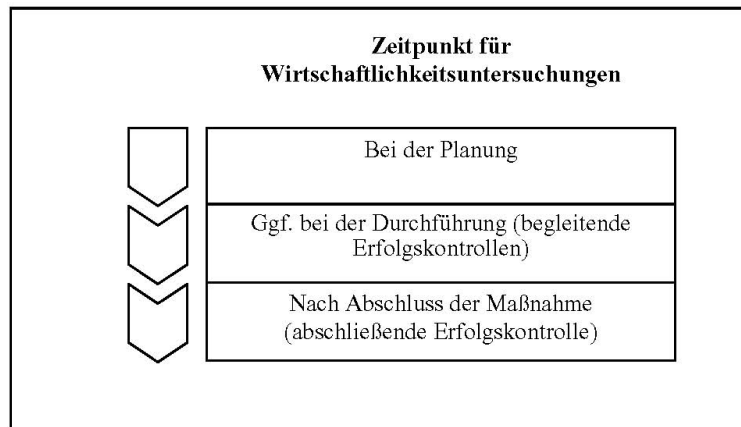 Zeitpunkt für
Wirtschaftlichkeitsuntersuchungen
Bei der Planung
Ggf. bei der Durchführung (begleitende
Erfolgskontrollen)
Nach Abschluss der Maßnahme
(abschließende Erfolgskontrolle)